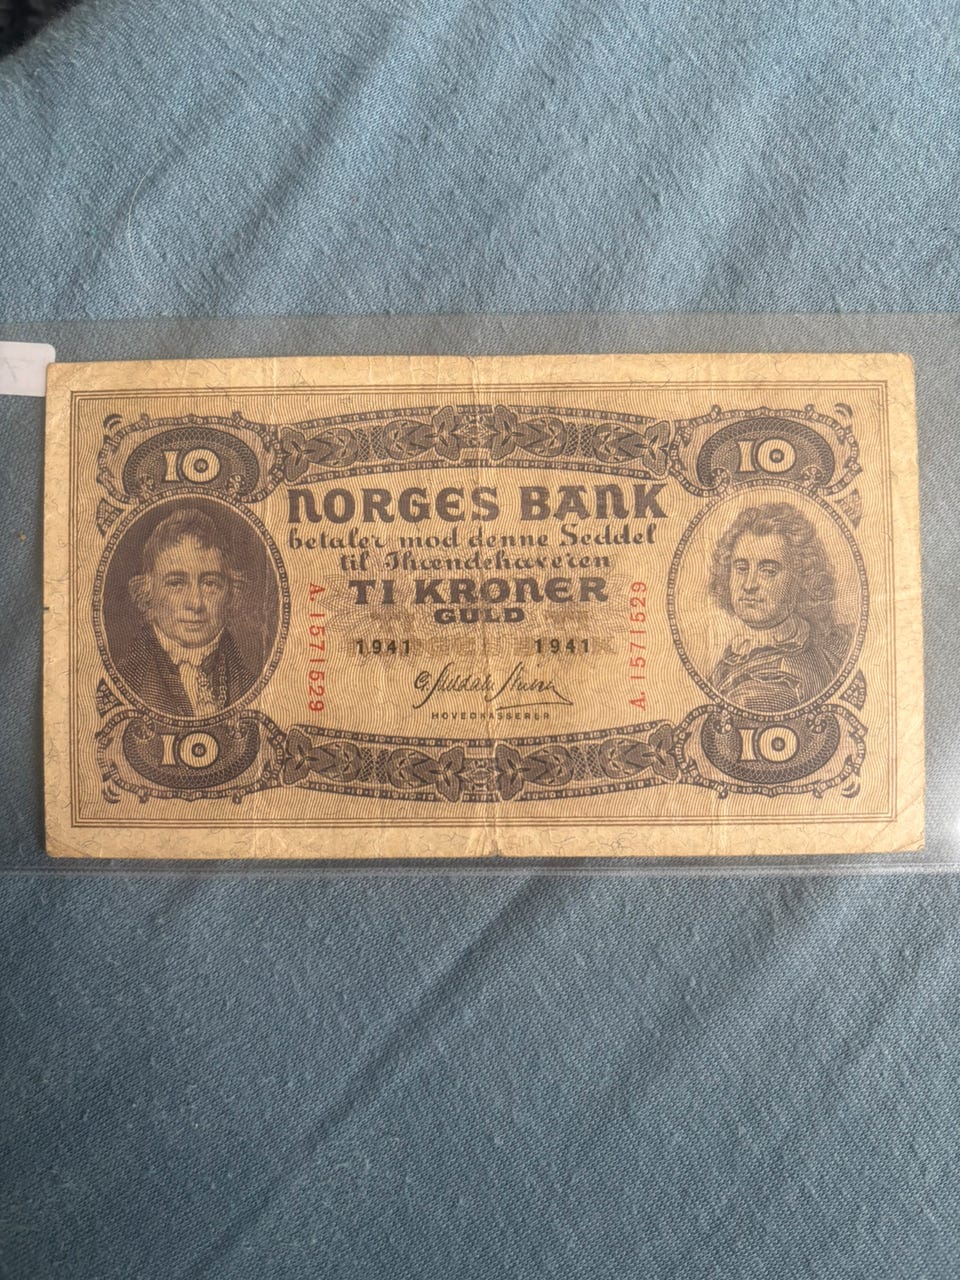 10
10
NORGES BANK
betaler mod denne Seddel
til Ihændehaveren
TI KRONER
GULD
A.1571529
A.1571529
1941
1941
HOVEDKASSERER
10
10